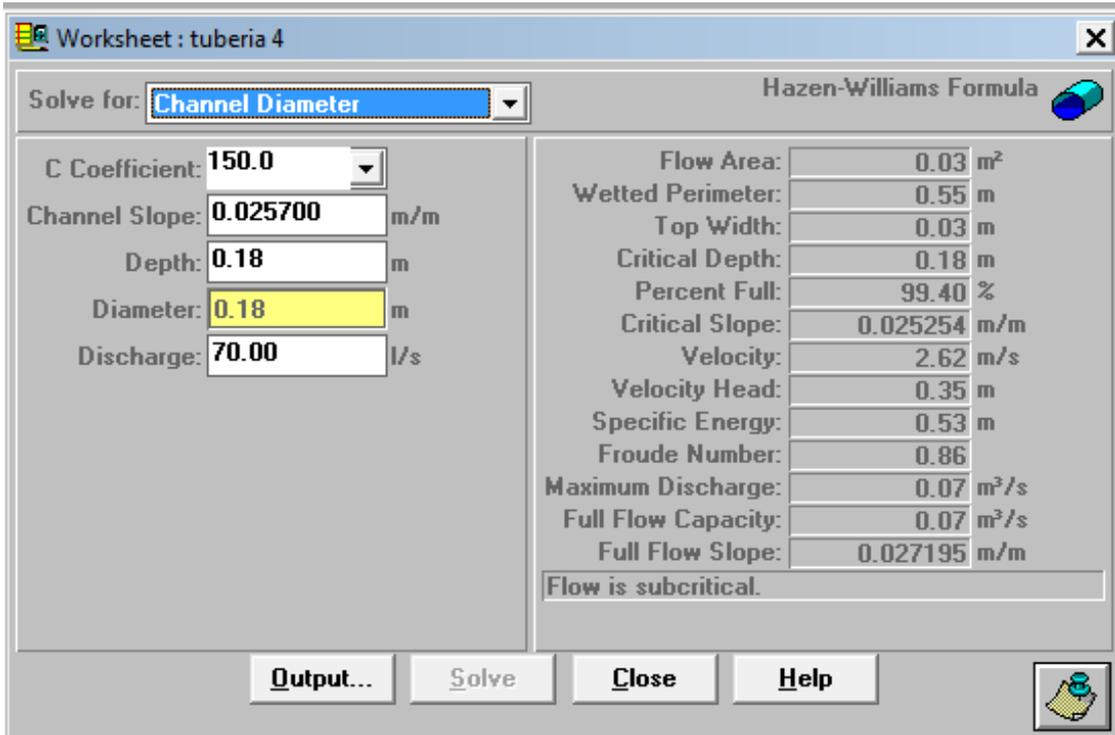 Worksheet : tuberia 4
Solve for: Channel Diameter
Hazen-Williams Formula
C Coefficient: 150.0
Channel Slope: 0.025700 m/m
Depth: 0.18 m
Diameter: 0.18 m
Discharge: 70.00 l/s
Flow Area: 0.03 m²
Wetted Perimeter: 0.55 m
Top Width: 0.03 m
Critical Depth: 0.18 m
Percent Full: 99.40 %
Critical Slope: 0.025254 m/m
Velocity: 2.62 m/s
Velocity Head: 0.35 m
Specific Energy: 0.53 m
Froude Number: 0.86
Maximum Discharge: 0.07 m³/s
Full Flow Capacity: 0.07 m³/s
Full Flow Slope: 0.027195 m/m
Flow is subcritical.
Output... Solve Close Help